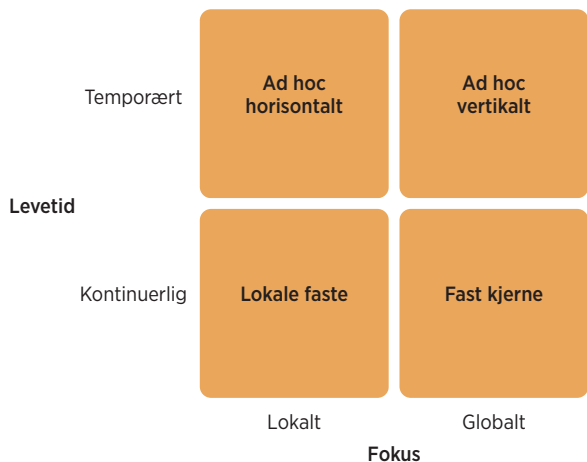 Temporært
Ad hoc
horisontalt
Ad hoc
vertikalt
Levetid
Kontinuerlig
Lokale faste
Fast kjerne
Lokalt
Globalt
Fokus